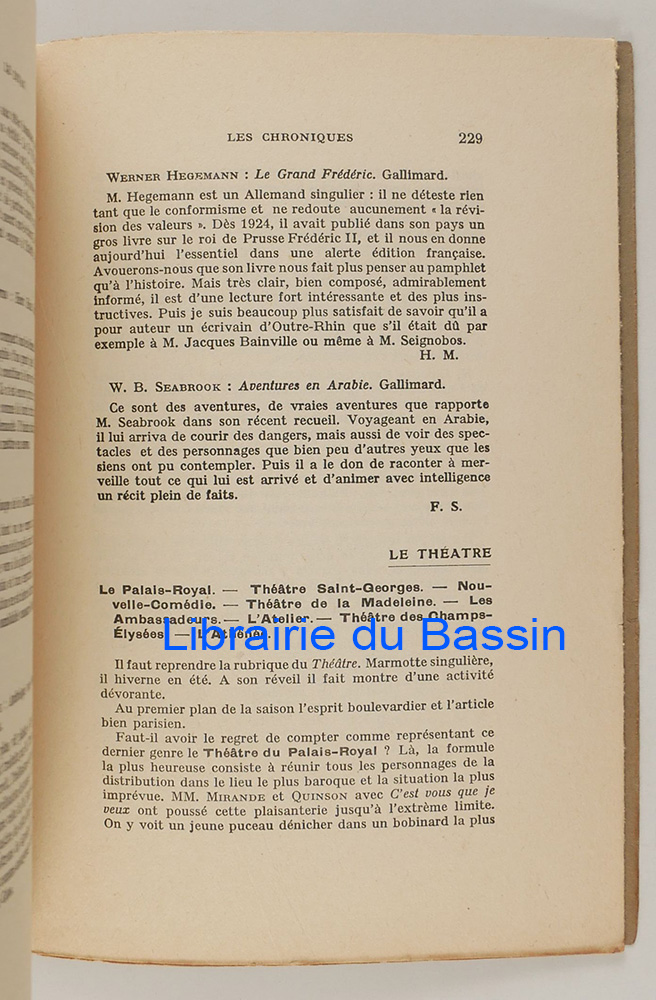 LES CHRONIQUES 229
WERNER HEGEMANN : Le Grand Frédéric. Gallimard.
M. Hegemann est un Allemand singulier : il ne déteste rien
tant que le conformisme et ne redoute aucunement « la révi-
sion des valeurs ». Dès 1924, il avait publié dans son pays un
gros livre sur le roi de Prusse Frédéric II, et il nous en donne
aujourd'hui l'essentiel dans une alerte édition française.
Avouerons-nous que son livre nous fait plus penser au pamphlet
qu'à l'histoire. Mais très clair, bien composé, admirablement
informé, il est d'une lecture fort intéressante et des plus ins-
tructives. Puis je suis beaucoup plus satisfait de savoir qu'il a
pour auteur un écrivain d'Outre-Rhin que s'il était dû par
exemple à M. Jacques Bainville ou même à M. Seignobos.
H. M.
W. B. SEABROOK : Aventures en Arabie. Gallimard.
Ce sont des aventures, de vraies aventures que rapporte
M. Seabrook dans son récent recueil. Voyageant en Arabie,
il lui arriva de courir des dangers, mais aussi de voir des spec-
tacles et des personnages que bien peu d'autres yeux que les
siens ont pu contempler. Puis il a le don de raconter à mer-
veille tout ce qui lui est arrivé et d'animer avec intelligence
un récit plein de faits.
F. S.
LE THÉATRE
Le Palais-Royal. — Théâtre Saint-Georges. — Nou-
velle-Comédie. — Théâtre de la Madeleine. — Les
Ambassadeurs. — L'Atelier. — Théâtre des Champs-
Élysées. — L'Athénée.
Librairie du Bassin
Il faut reprendre la rubrique du Théâtre. Marmotte singulière,
il hiverne en été. A son réveil il fait montre d'une activité
dévorante.
Au premier plan de la saison l'esprit boulevardier et l'article
bien parisien.
Faut-il avoir le regret de compter comme représentant ce
dernier genre le Théâtre du Palais-Royal ? Là, la formule
la plus heureuse consiste à réunir tous les personnages de la
distribution dans le lieu le plus baroque et la situation la plus
imprévue. MM. MIRANDE et QUINSON avec C'est vous que je
veux ont poussé cette plaisanterie jusqu'à l'extrême limite.
On y voit un jeune puceau dénicher dans un bobinard la plus